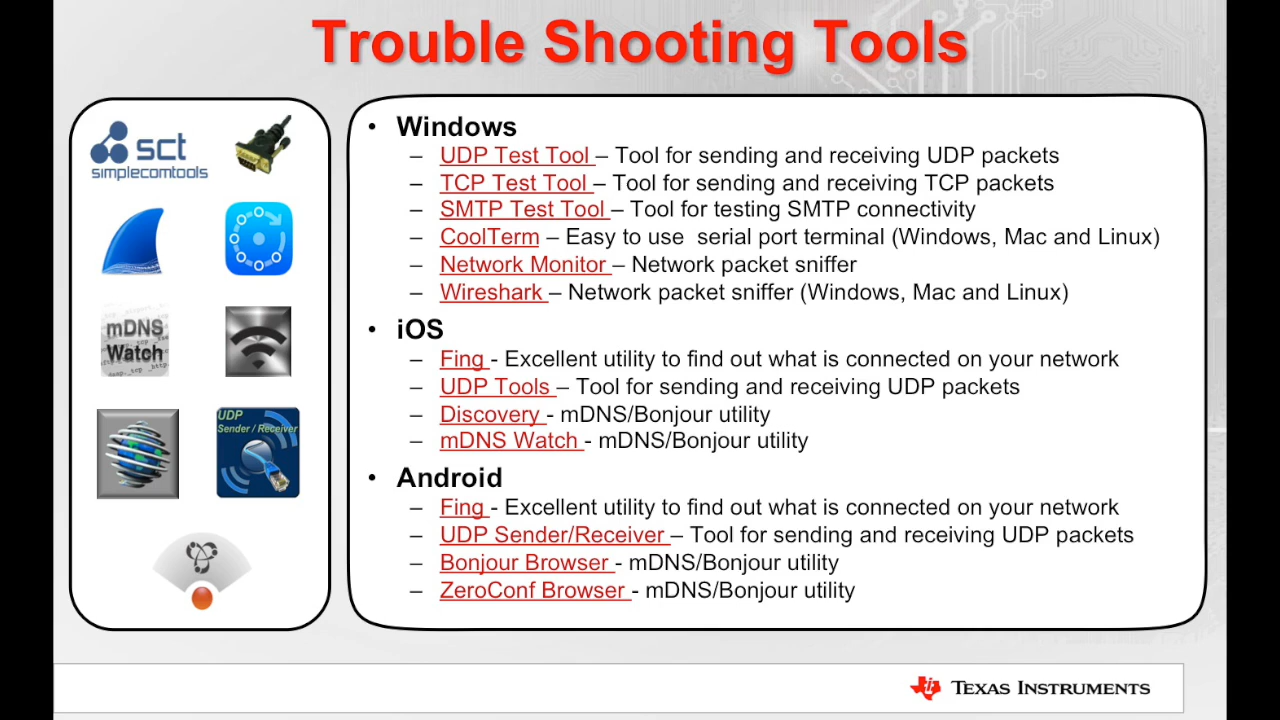 Trouble Shooting Tools
sct
simplecomtools
mDNS
Watch
UDP
Sender / Receiver
• Windows
– UDP Test Tool – Tool for sending and receiving UDP packets
– TCP Test Tool – Tool for sending and receiving TCP packets
– SMTP Test Tool – Tool for testing SMTP connectivity
– CoolTerm – Easy to use  serial port terminal (Windows, Mac and Linux)
– Network Monitor – Network packet sniffer
– Wireshark – Network packet sniffer (Windows, Mac and Linux)
• iOS
– Fing - Excellent utility to find out what is connected on your network
– UDP Tools – Tool for sending and receiving UDP packets
– Discovery - mDNS/Bonjour utility
– mDNS Watch - mDNS/Bonjour utility
• Android
– Fing - Excellent utility to find out what is connected on your network
– UDP Sender/Receiver – Tool for sending and receiving UDP packets
– Bonjour Browser - mDNS/Bonjour utility
– ZeroConf Browser - mDNS/Bonjour utility
TEXAS INSTRUMENTS